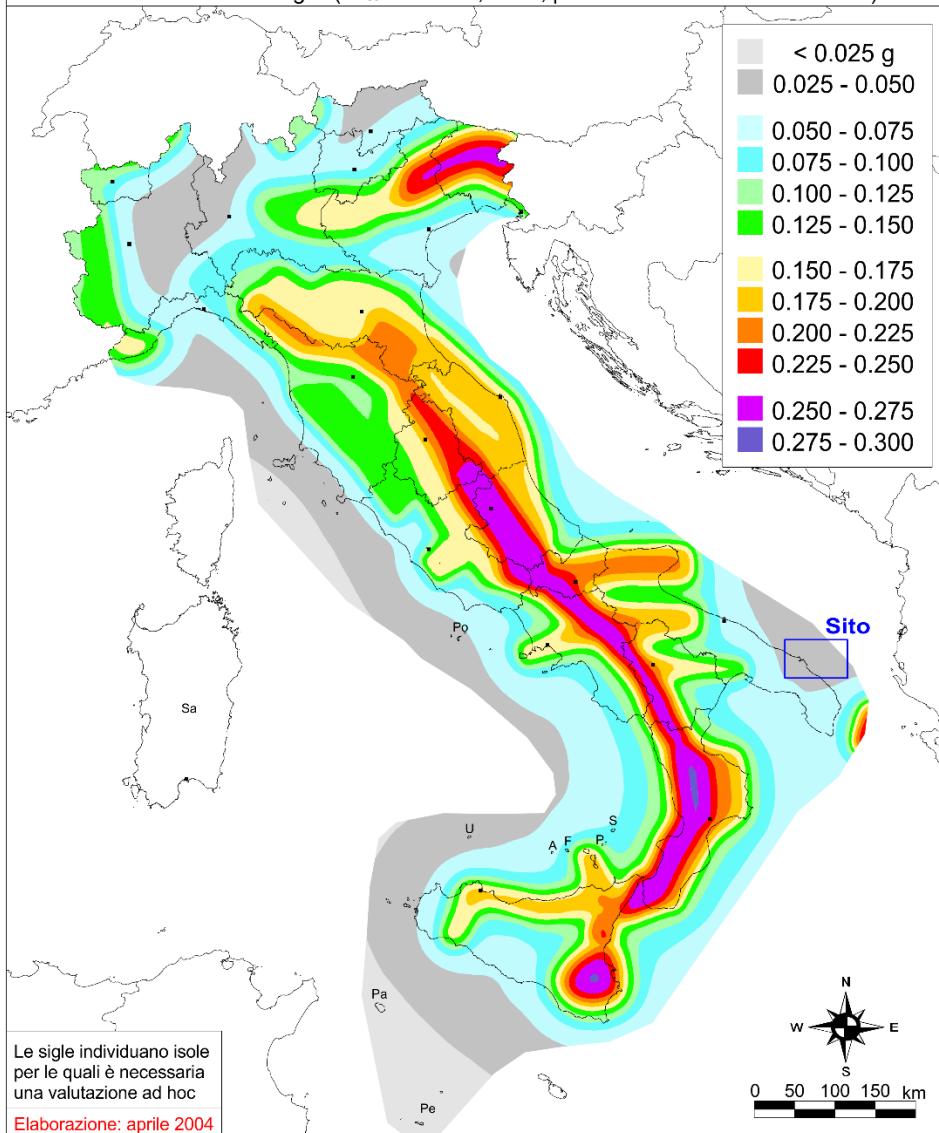 < 0.025 g
0.025 - 0.050
0.050 - 0.075
0.075 - 0.100
0.100 - 0.125
0.125 - 0.150
0.150 - 0.175
0.175 - 0.200
0.200 - 0.225
0.225 - 0.250
0.250 - 0.275
0.275 - 0.300
Sito
Po
Sa
U
A
F
P
S
Pa
Pe
N
W
E
S
0 50 100 150 km
Le sigle individuano isole
per le quali è necessaria
una valutazione ad hoc
Elaborazione: aprile 2004